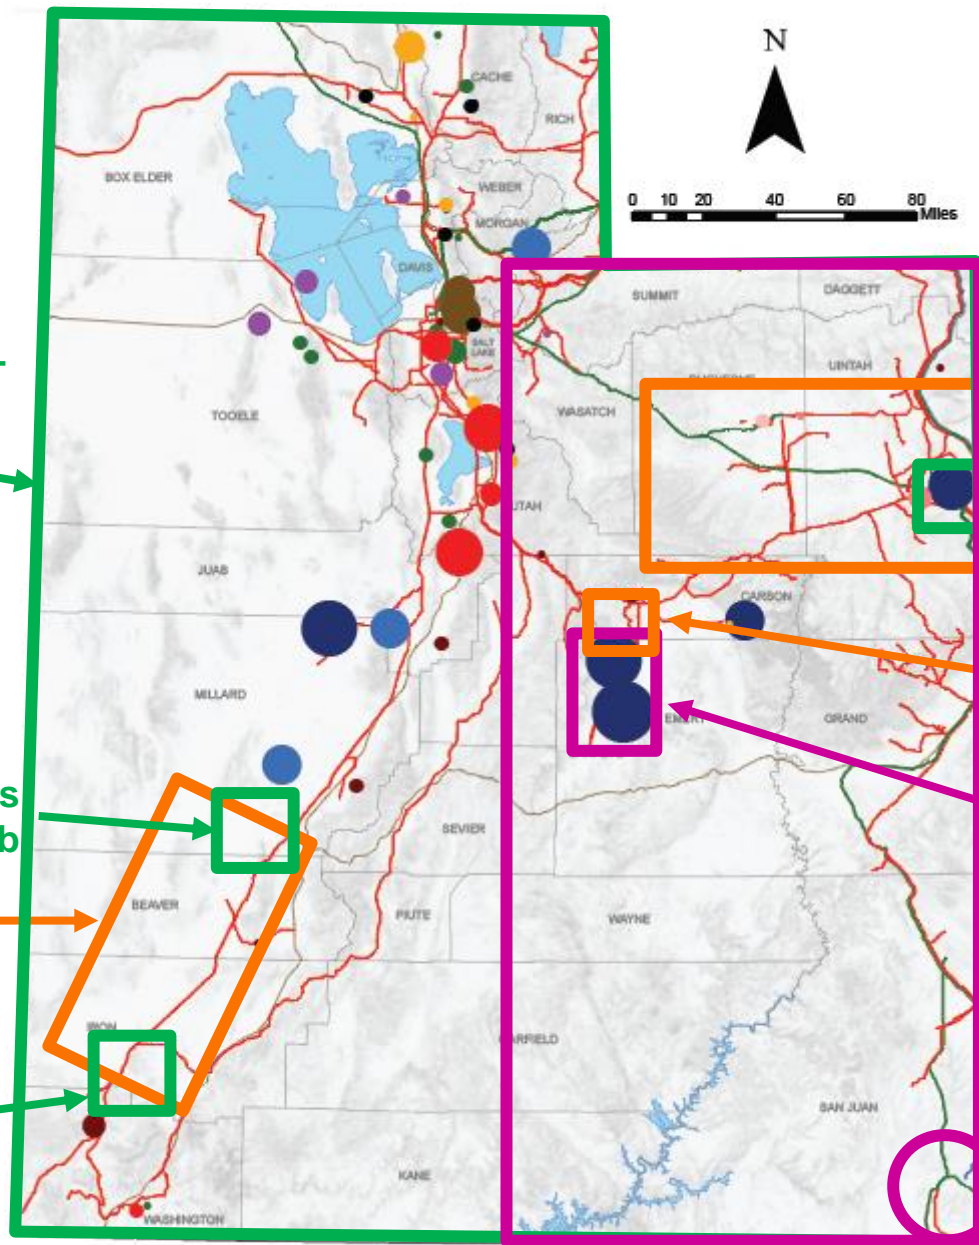 N
0 10 20 40 60 80
Miles
CACHE
RICH
BOX ELDER
WEBER
MORGAN
DAVIS
SUMMIT
DAGGETT
SALT
LAKE
UINTAH
TOOELE
WASATCH
UTAH
JUAB
CARBON
MILLARD
EMERY
GRAND
s
b
SEVIER
BEAVER
PIUTE
WAYNE
IRON
GARFIELD
SAN JUAN
KANE
WASHINGTON